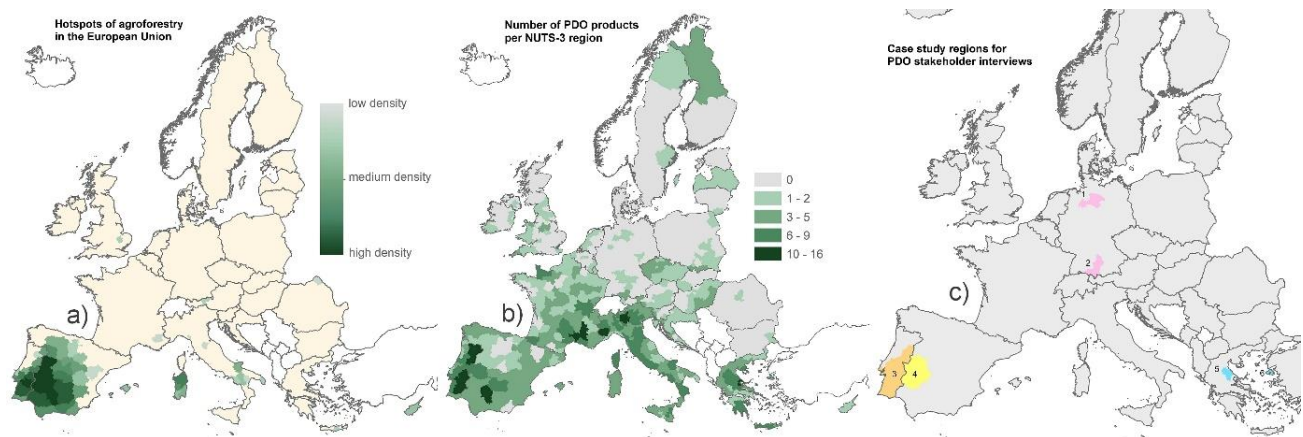 Hotspots of agroforestry
in the European Union
low density
medium density
high density
a)
Number of PDO products
per NUTS-3 region
0
1 - 2
3 - 5
6 - 9
10 - 16
b)
Case study regions for
PDO stakeholder interviews
1
2
3
4
5
6
c)